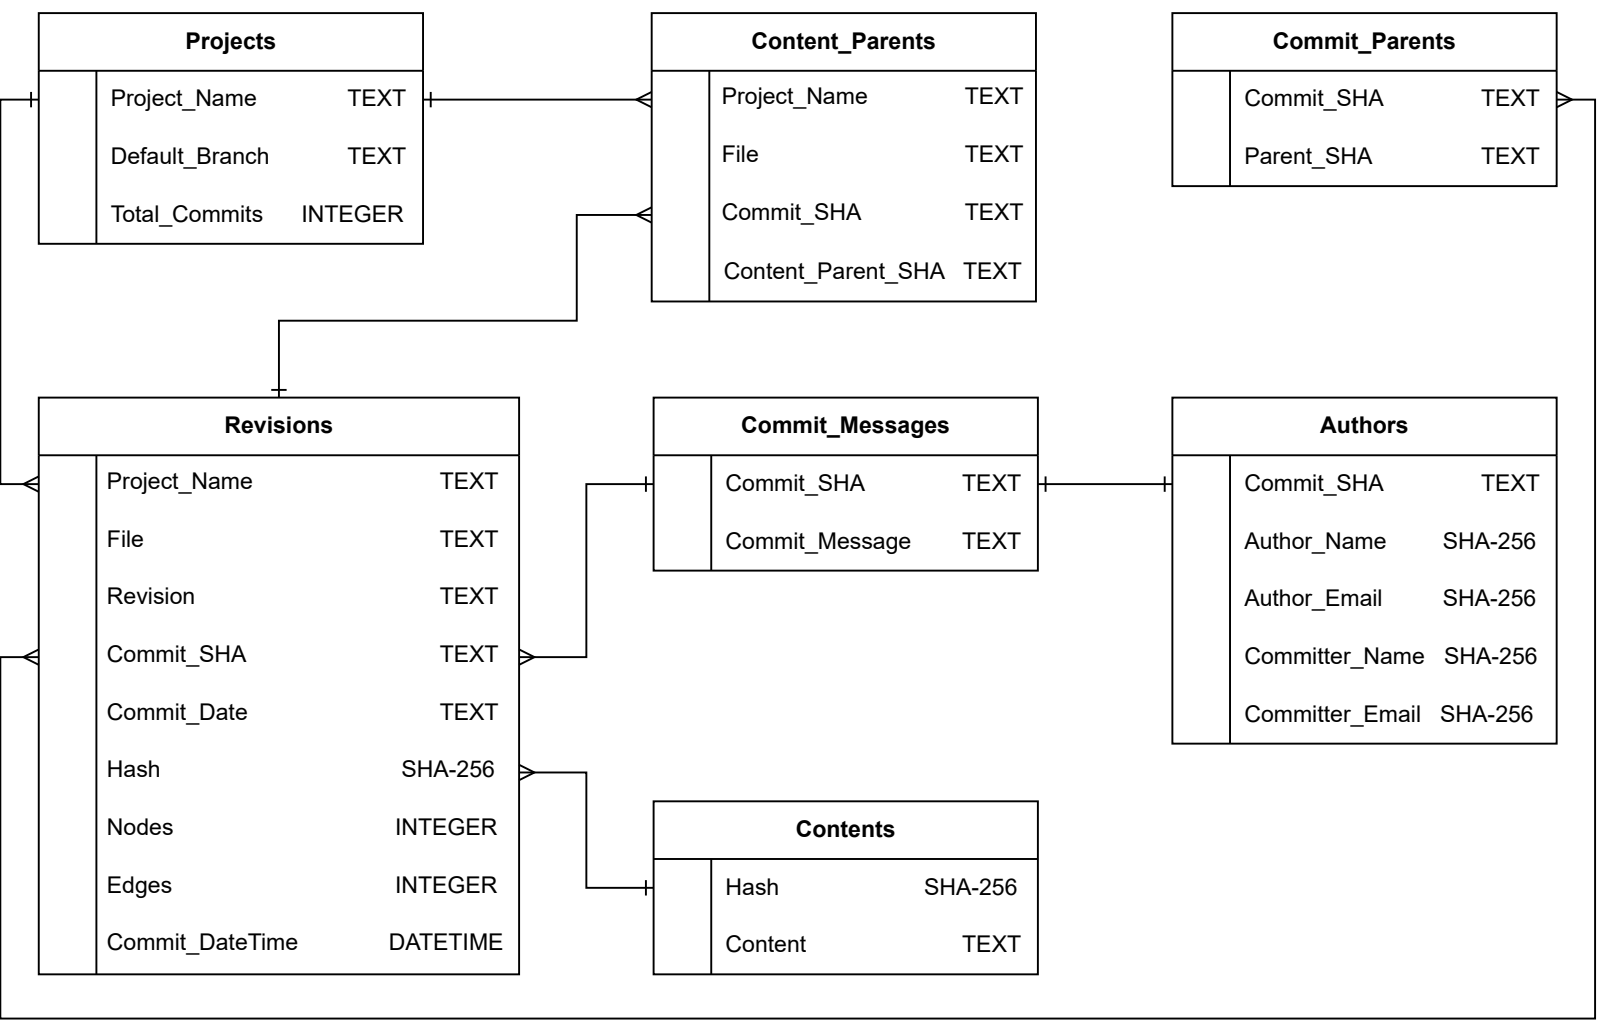 Projects
Project_Name TEXT
Default_Branch TEXT
Total_Commits INTEGER
Content_Parents
Project_Name TEXT
File TEXT
Commit_SHA TEXT
Content_Parent_SHA TEXT
Commit_Parents
Commit_SHA TEXT
Parent_SHA TEXT
Revisions
Project_Name TEXT
File TEXT
Revision TEXT
Commit_SHA TEXT
Commit_Date TEXT
Hash SHA-256
Nodes INTEGER
Edges INTEGER
Commit_DateTime DATETIME
Commit_Messages
Commit_SHA TEXT
Commit_Message TEXT
Authors
Commit_SHA TEXT
Author_Name SHA-256
Author_Email SHA-256
Committer_Name SHA-256
Committer_Email SHA-256
Contents
Hash SHA-256
Content TEXT